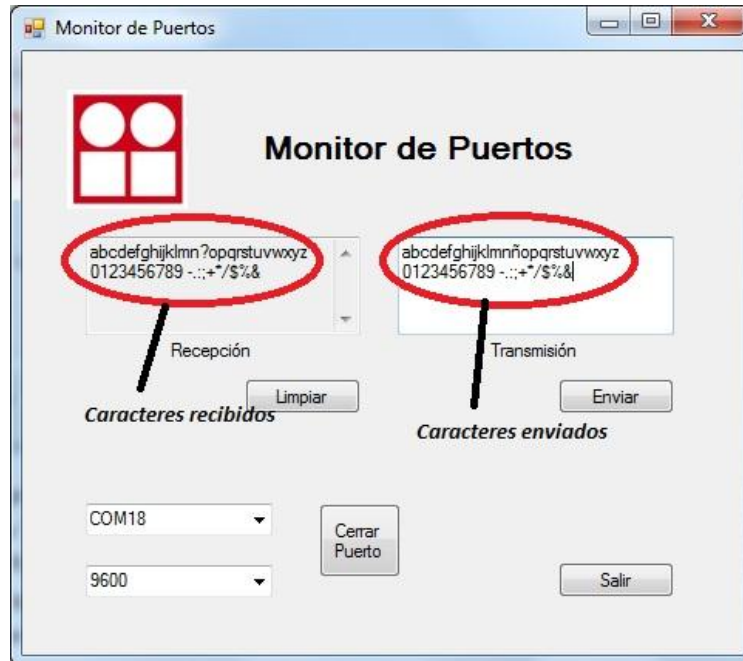 Monitor de Puertos
Monitor de Puertos
abcdefghijklmn?opqrstuvwxyz
0123456789 -.:;+*/$%&
abcdefghijklmnñopqrstuvwxyz
0123456789 -.:;+*/$%&
Recepción
Transmisión
Limpiar
Enviar
Caracteres recibidos
Caracteres enviados
COM18
Cerrar
Puerto
9600
Salir